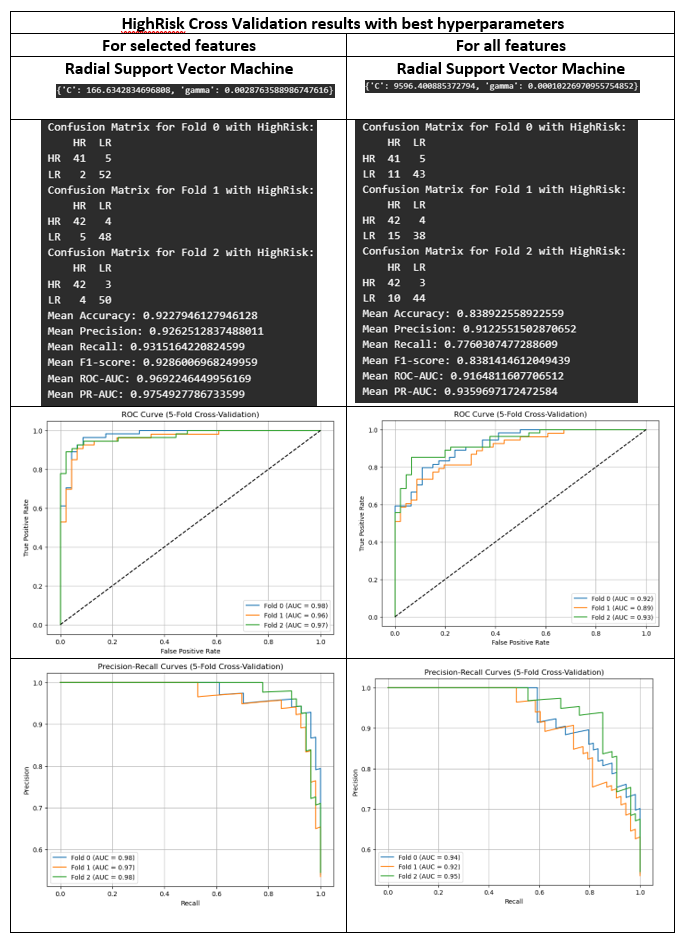 HighRisk Cross Validation results with best hyperparameters
For selected features
For all features
Radial Support Vector Machine
{'C': 166.6342834696808, 'gamma': 0.0028763588986747616}
Radial Support Vector Machine
{'C': 9596.400885372794, 'gamma': 0.00010226970955754852}
Confusion Matrix for Fold 0 with HighRisk:
HR LR
HR 41 5
LR 2 52
Confusion Matrix for Fold 1 with HighRisk:
HR LR
HR 42 4
LR 5 48
Confusion Matrix for Fold 2 with HighRisk:
HR LR
HR 42 3
LR 4 50
Mean Accuracy: 0.9227946127946128
Mean Precision: 0.9262512837488011
Mean Recall: 0.9315164220824599
Mean F1-score: 0.9286006968249959
Mean ROC-AUC: 0.9692246449956169
Mean PR-AUC: 0.9754927786733599
Confusion Matrix for Fold 0 with HighRisk:
HR LR
HR 41 5
LR 11 43
Confusion Matrix for Fold 1 with HighRisk:
HR LR
HR 42 4
LR 15 38
Confusion Matrix for Fold 2 with HighRisk:
HR LR
HR 42 3
LR 10 44
Mean Accuracy: 0.838922558922559
Mean Precision: 0.9122551502870652
Mean Recall: 0.7760307477288609
Mean F1-score: 0.8381414612049439
Mean ROC-AUC: 0.9164811607706512
Mean PR-AUC: 0.9359697172472584
ROC Curve (5-Fold Cross-Validation)
True Positive Rate
1.0
0.8
0.6
0.4
0.2
0.0
Fold 0 (AUC = 0.98)
Fold 1 (AUC = 0.96)
Fold 2 (AUC = 0.97)
0.0 0.2 0.4 0.6 0.8 1.0
False Positive Rate
ROC Curve (5-Fold Cross-Validation)
True Positive Rate
1.0
0.8
0.6
0.4
0.2
0.0
Fold 0 (AUC = 0.92)
Fold 1 (AUC = 0.89)
Fold 2 (AUC = 0.93)
0.0 0.2 0.4 0.6 0.8 1.0
False Positive Rate
Precision-Recall Curves (5-Fold Cross-Validation)
Precision
1.0
0.9
0.8
0.7
0.6
Fold 0 (AUC = 0.98)
Fold 1 (AUC = 0.97)
Fold 2 (AUC = 0.98)
0.0 0.2 0.4 0.6 0.8 1.0
Recall
Precision-Recall Curves (5-Fold Cross-Validation)
Precision
1.0
0.9
0.8
0.7
0.6
Fold 0 (AUC = 0.94)
Fold 1 (AUC = 0.92)
Fold 2 (AUC = 0.95)
0.0 0.2 0.4 0.6 0.8 1.0
Recall